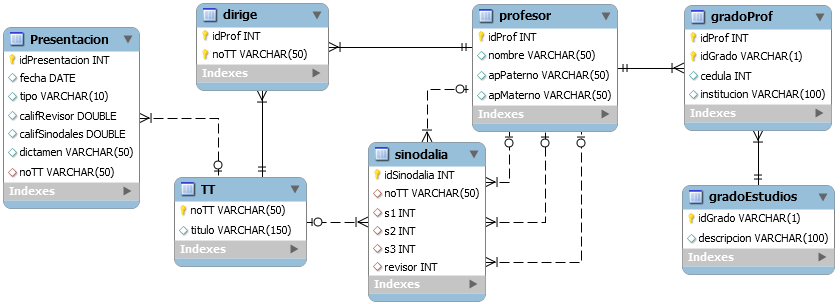 Presentacion
idPresentacion INT
fecha DATE
tipo VARCHAR(10)
califRevisor DOUBLE
califSinodales DOUBLE
dictamen VARCHAR(50)
noTT VARCHAR(50)
Indexes
dirige
idProf INT
noTT VARCHAR(50)
Indexes
profesor
idProf INT
nombre VARCHAR(50)
apPaterno VARCHAR(50)
apMaterno VARCHAR(50)
Indexes
gradoProf
idProf INT
idGrado VARCHAR(1)
cedula INT
institucion VARCHAR(100)
Indexes
TT
noTT VARCHAR(50)
titulo VARCHAR(150)
Indexes
sinodalia
idSinodalia INT
noTT VARCHAR(50)
s1 INT
s2 INT
s3 INT
revisor INT
Indexes
gradoEstudios
idGrado VARCHAR(1)
descripcion VARCHAR(100)
Indexes